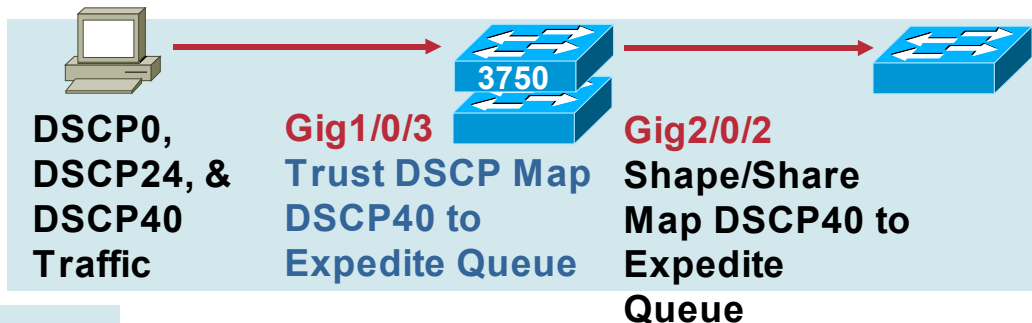 3750
DSCP0,
DSCP24, &
DSCP40
Traffic
Gig1/0/3
Trust DSCP Map
DSCP40 to
Expedite Queue
Gig2/0/2
Shape/Share
Map DSCP40 to
Expedite
Queue